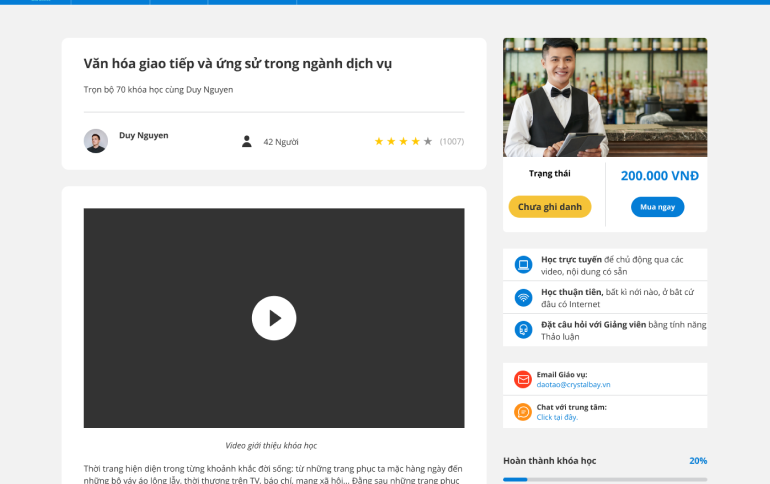 Văn hóa giao tiếp và ứng sử trong ngành dịch vụ
Trọn bộ 70 khóa học cùng Duy Nguyen
Duy Nguyen
42 Người
(1007)
Video giới thiệu khóa học
Thời trang hiện diện trong từng khoảnh khắc đời sống: từ những trang phục ta mặc hàng ngày đến
những bộ váy áo lộng lẫy, thời thượng trên TV, báo chí, mạng xã hội... Đằng sau những trang phục
Trạng thái
200.000 VNĐ
Chưa ghi danh
Mua ngay
Học trực tuyến để chủ động qua các
video, nội dung có sẵn
Học thuận tiên, bất kì nới nào, ở bất cứ
đâu có Internet
Đặt câu hỏi với Giảng viên bằng tính năng
Thảo luận
Email Giáo vụ:
daotao@crystalbay.vn
Chat với trung tâm:
Click tại đây.
Hoàn thành khóa học
20%